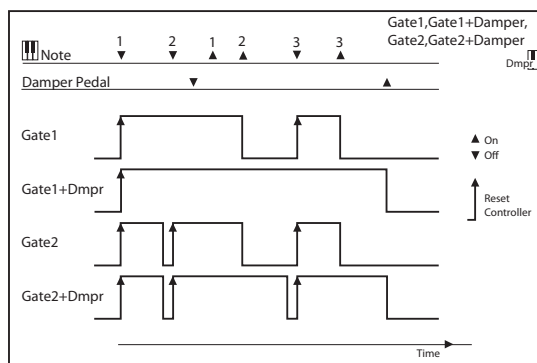 Gate1,Gate1+Damper,
Gate2,Gate2+Damper
1 2 1 2 3 3
Note
Dmpr
Damper Pedal
Gate1
On
Off
Gate1+Dmpr
Reset
Controller
Gate2
Gate2+Dmpr
Time